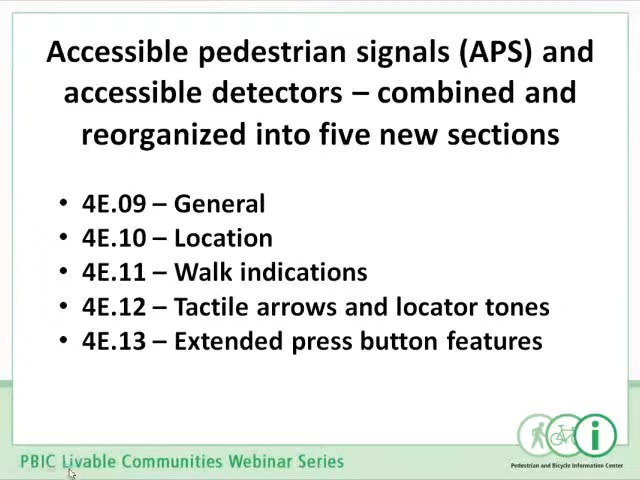 Accessible pedestrian signals (APS) and
accessible detectors – combined and
reorganized into five new sections
• 4E.09 – General
• 4E.10 – Location
• 4E.11 – Walk indications
• 4E.12 – Tactile arrows and locator tones
• 4E.13 – Extended press button features
i
PBIC Livable Communities Webinar Series
Pedestrian and Bicycle Information Center